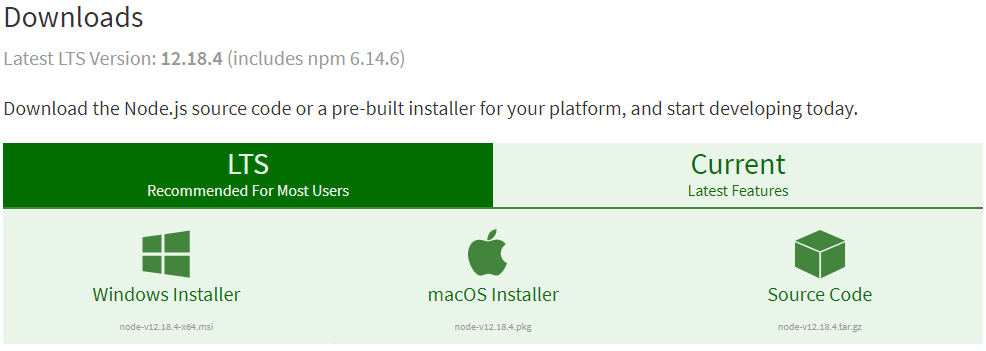 Downloads
Latest LTS Version: 12.18.4 (includes npm 6.14.6)
Download the Node.js source code or a pre-built installer for your platform, and start developing today.
LTS
Recommended For Most Users
Current
Latest Features
Windows Installer
node-v12.18.4-x64.msi
macOS Installer
node-v12.18.4.pkg
Source Code
node-v12.18.4.tar.gz